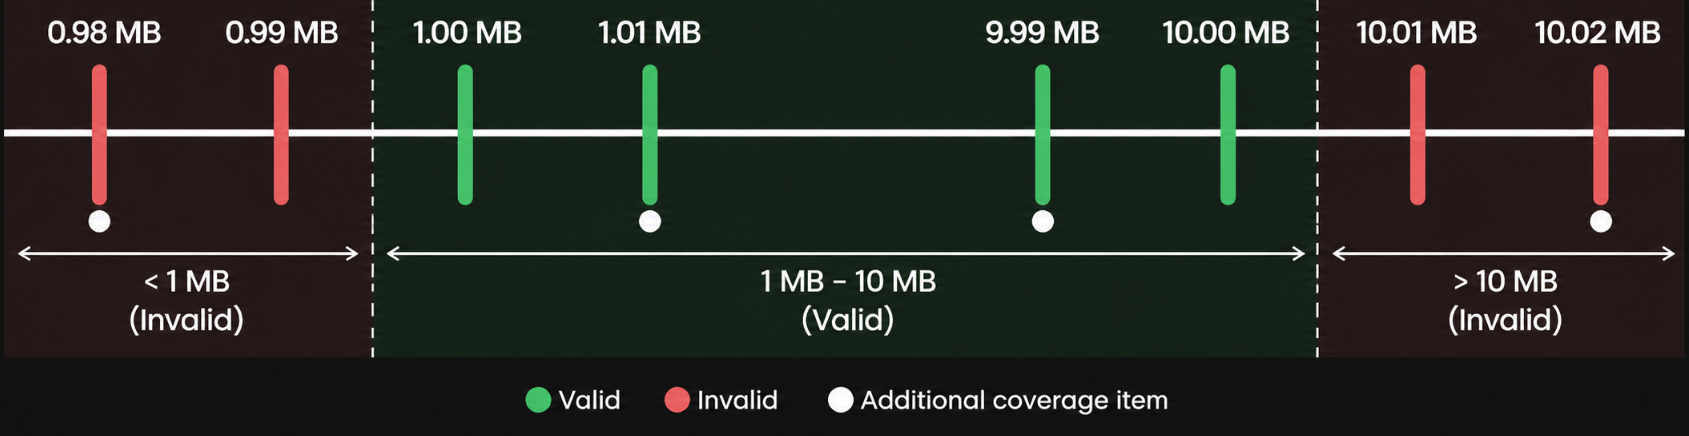 0.98 MB 0.99 MB 1.00 MB 1.01 MB 9.99 MB 10.00 MB 10.01 MB 10.02 MB
< 1 MB 1 MB – 10 MB > 10 MB
(Invalid) (Valid) (Invalid)
Valid Invalid Additional coverage item